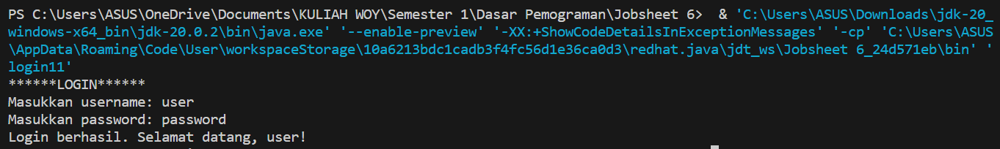 PS C:\Users\ASUS\OneDrive\Documents\KULIAH WOY\Semester 1\Dasar Pemograman\Jobsheet 6>  & 'C:\Users\ASUS\Downloads\jdk-20_
windows-x64_bin\jdk-20.0.2\bin\java.exe' '--enable-preview' '-XX:+ShowCodeDetailsInExceptionMessages' '-cp' 'C:\Users\ASUS
\AppData\Roaming\Code\User\workspaceStorage\10a6213bdc1cadb3f4fc56d1e36ca0d3\redhat.java\jdt_ws\Jobsheet 6_24d571eb\bin' '
login11'
******LOGIN******
Masukkan username: user
Masukkan password: password
Login berhasil. Selamat datang, user!